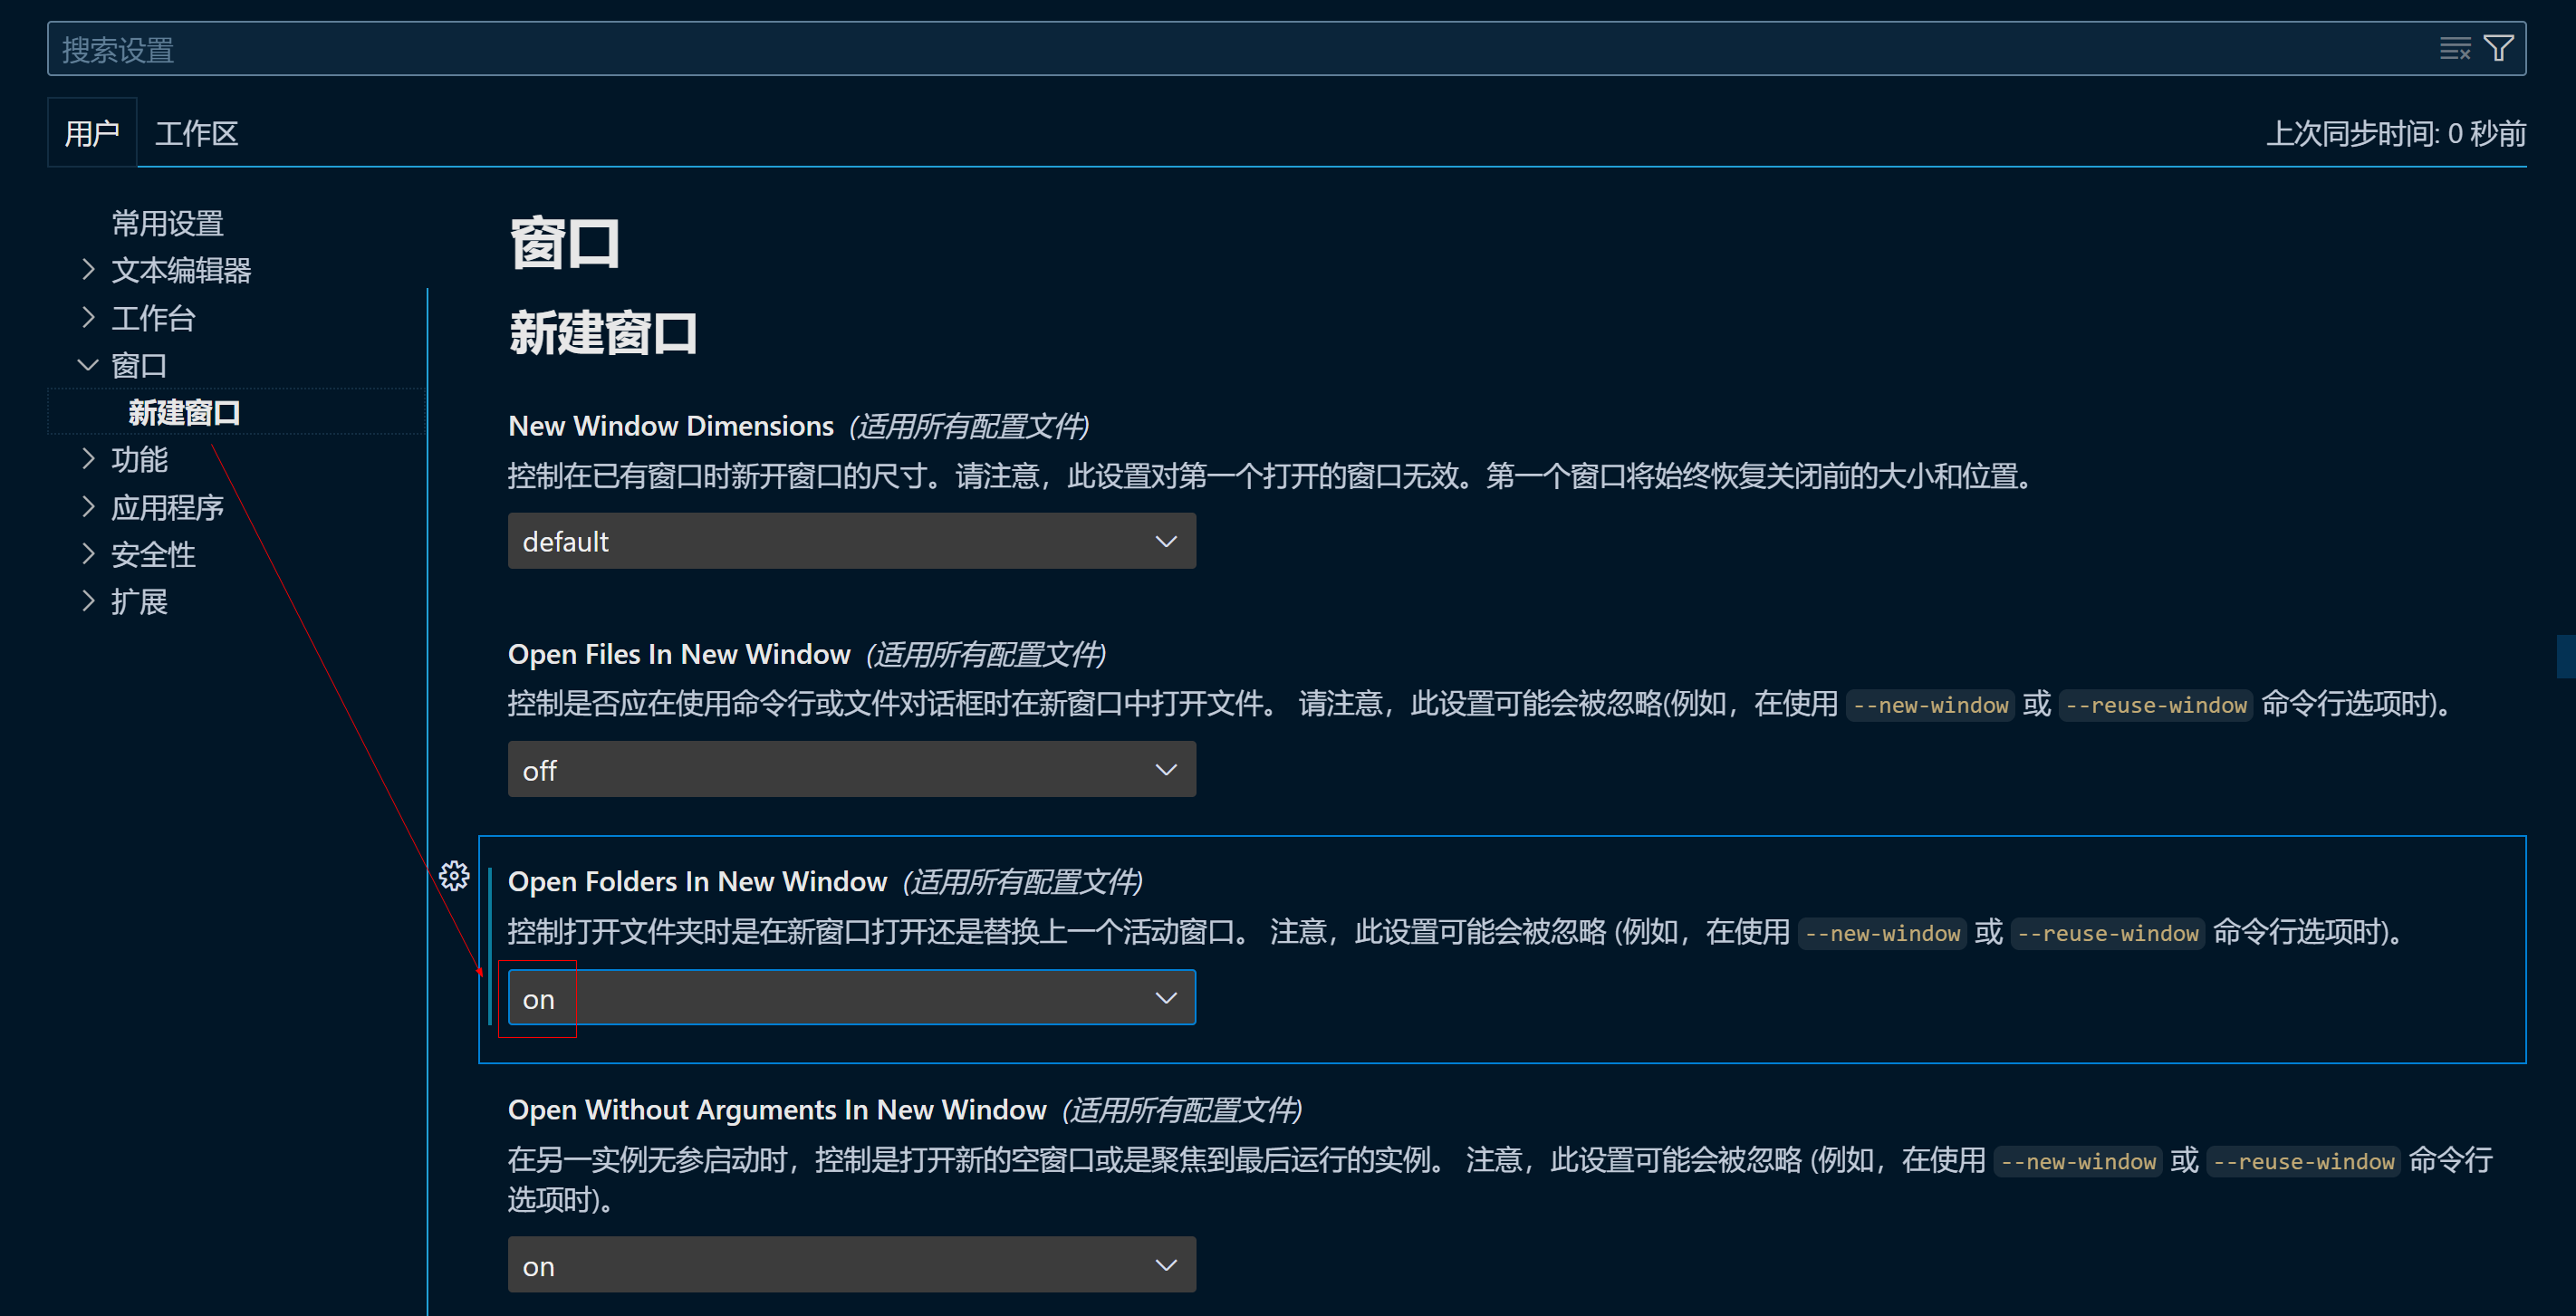 搜索设置
用户 工作区 上次同步时间: 0 秒前
常用设置
文本编辑器
工作台
窗口
新建窗口
功能
应用程序
安全性
扩展
窗口
新建窗口
New Window Dimensions (适用所有配置文件)
控制在已有窗口时新开窗口的尺寸。请注意，此设置对第一个打开的窗口无效。第一个窗口将始终恢复关闭前的大小和位置。
default
Open Files In New Window (适用所有配置文件)
控制是否应在使用命令行或文件对话框时在新窗口中打开文件。 请注意，此设置可能会被忽略(例如，在使用 --new-window 或 --reuse-window 命令行选项时)。
off
Open Folders In New Window (适用所有配置文件)
控制打开文件夹时是在新窗口打开还是替换上一个活动窗口。 注意，此设置可能会被忽略 (例如，在使用 --new-window 或 --reuse-window 命令行选项时)。
on
Open Without Arguments In New Window (适用所有配置文件)
在另一实例无参启动时，控制是打开新的空窗口或是聚焦到最后运行的实例。 注意，此设置可能会被忽略 (例如，在使用 --new-window 或 --reuse-window 命令行
选项时)。
on